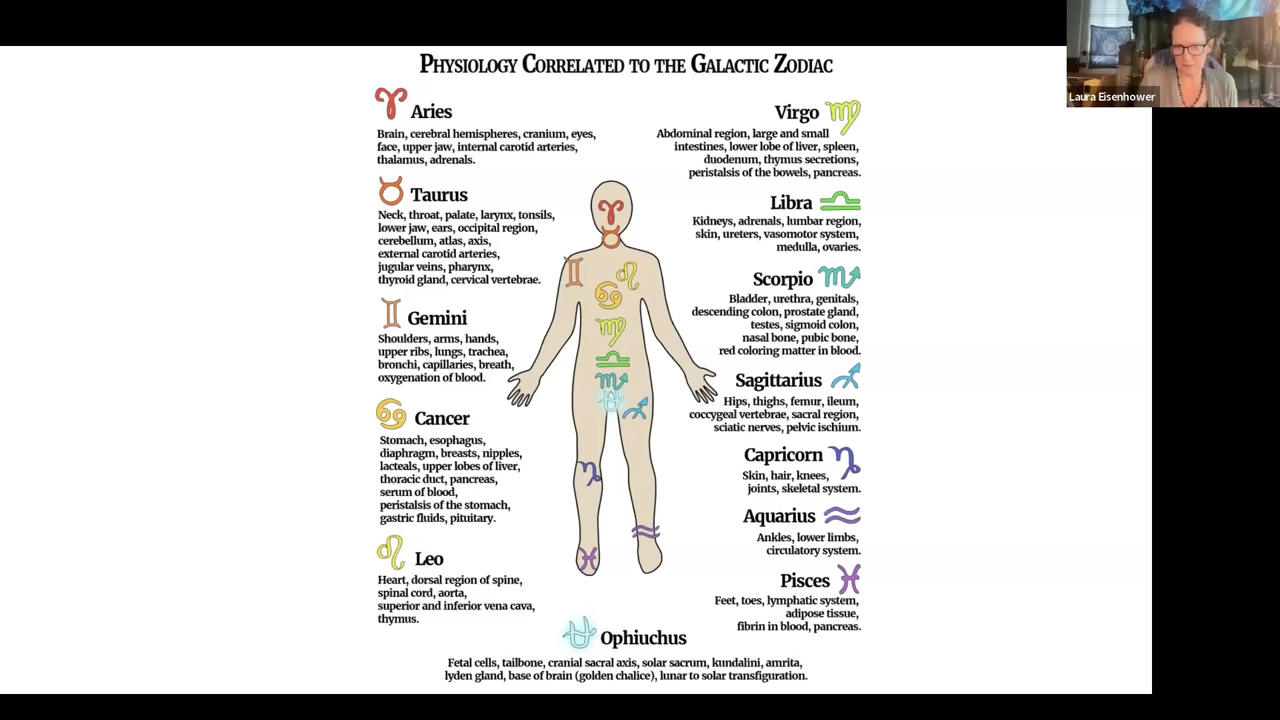 Physiology Correlated to the Galactic Zodiac
Laura Eisenhower
Aries
Brain, cerebral hemispheres, cranium, eyes,
face, upper jaw, internal carotid arteries,
thalamus, adrenals.
Taurus
Neck, throat, palate, larynx, tonsils,
lower jaw, ears, occipital region,
cerebellum, atlas, axis,
external carotid arteries,
jugular veins, pharynx,
thyroid gland, cervical vertebrae.
Gemini
Shoulders, arms, hands,
upper ribs, lungs, trachea,
bronchi, capillaries, breath,
oxygenation of blood.
Cancer
Stomach, esophagus,
diaphragm, breasts, nipples,
lacteals, upper lobes of liver,
thoracic duct, pancreas,
serum of blood,
peristalsis of the stomach,
gastric fluids, pituitary.
Leo
Heart, dorsal region of spine,
spinal cord, aorta,
superior and inferior vena cava,
thymus.
Virgo
Abdominal region, large and small
intestines, lower lobe of liver, spleen,
duodenum, thymus secretions,
peristalsis of the bowels, pancreas.
Libra
Kidneys, adrenals, lumbar region,
skin, ureters, vasomotor system,
medulla, ovaries.
Scorpio
Bladder, urethra, genitals,
descending colon, prostate gland,
testes, sigmoid colon,
nasal bone, pubic bone,
red coloring matter in blood.
Sagittarius
Hips, thighs, femur, ileum,
coccygeal vertebrae, sacral region,
sciatic nerves, pelvic ischium.
Capricorn
Skin, hair, knees,
joints, skeletal system.
Aquarius
Ankles, lower limbs,
circulatory system.
Pisces
Feet, toes, lymphatic system,
adipose tissue,
fibrin in blood, pancreas.
Ophiuchus
Fetal cells, tailbone, cranial sacral axis, solar sacrum, kundalini, amrita,
lyden gland, base of brain (golden chalice), lunar to solar transfiguration.